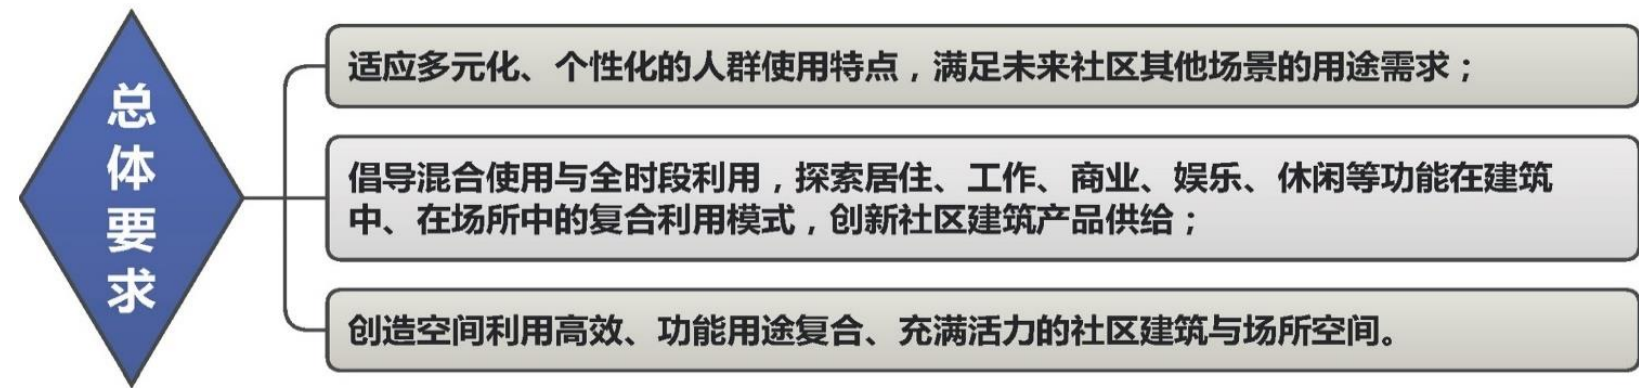 总体要求
适应多元化、个性化的人群使用特点，满足未来社区其他场景的用途需求；
倡导混合使用与全时段利用，探索居住、工作、商业、娱乐、休闲等功能在建筑
中、在场所中的复合利用模式，创新社区建筑产品供给；
创造空间利用高效、功能用途复合、充满活力的社区建筑与场所空间。